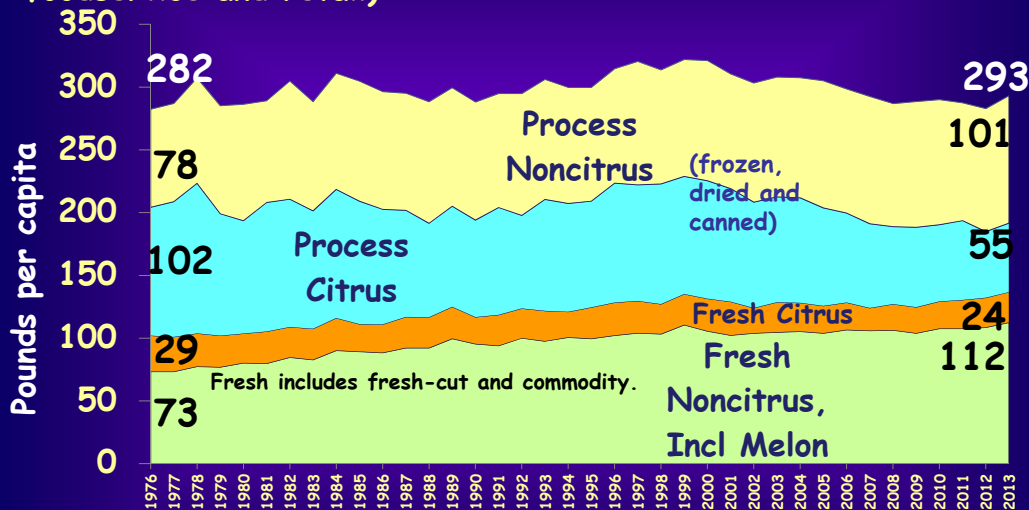 350
300
250
200
150
100
50
0
Pounds per capita
282
78
102
29
73
Process
Noncitrus
(frozen,
dried and
canned)
Process
Citrus
Fresh Citrus
Fresh includes fresh-cut and commodity.
Fresh
Noncitrus,
Incl Melon
293
101
55
24
112
1976 1977 1978 1979 1980 1981 1982 1983 1984 1985 1986 1987 1988 1989 1990 1991 1992 1993 1994 1995 1996 1997 1998 1999 2000 2001 2002 2003 2004 2005 2006 2007 2008 2009 2010 2011 2012 2013